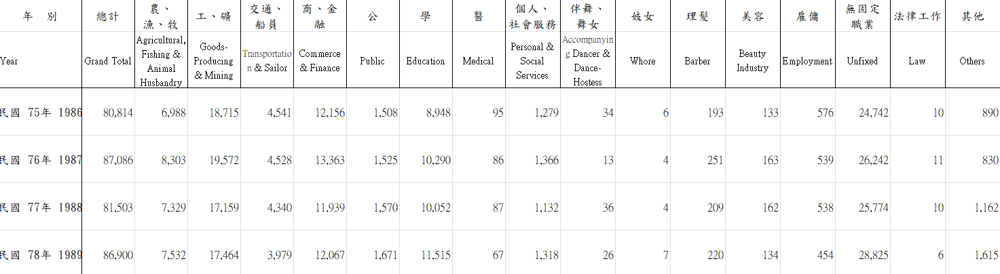 年 別 總計 農、漁、牧 工、礦 交通、船員 商、金融 公 學 醫 個人、社會服務 伴舞、舞女 妓女 理髮 美容 雇傭 無固定職業 法律工作 其他
Year Grand Total Agricultural, Fishing & Animal Husbandry Goods-Producing & Mining Transportation & Sailor Commerce & Finance Public Education Medical Personal & Social Services Accompanying Dancer & Dance-Hostess Whore Barber Beauty Industry Employment Unfixed Law Others
民國 75年 1986 80,814 6,988 18,715 4,541 12,156 1,508 8,948 95 1,279 34 6 193 133 576 24,742 10 890
民國 76年 1987 87,086 8,303 19,572 4,528 13,363 1,525 10,290 86 1,366 13 4 251 163 539 26,242 11 830
民國 77年 1988 81,503 7,329 17,159 4,340 11,939 1,570 10,052 87 1,132 36 4 209 162 538 25,774 10 1,162
民國 78年 1989 86,900 7,532 17,464 3,979 12,067 1,671 11,515 67 1,318 26 7 220 134 454 28,825 6 1,615